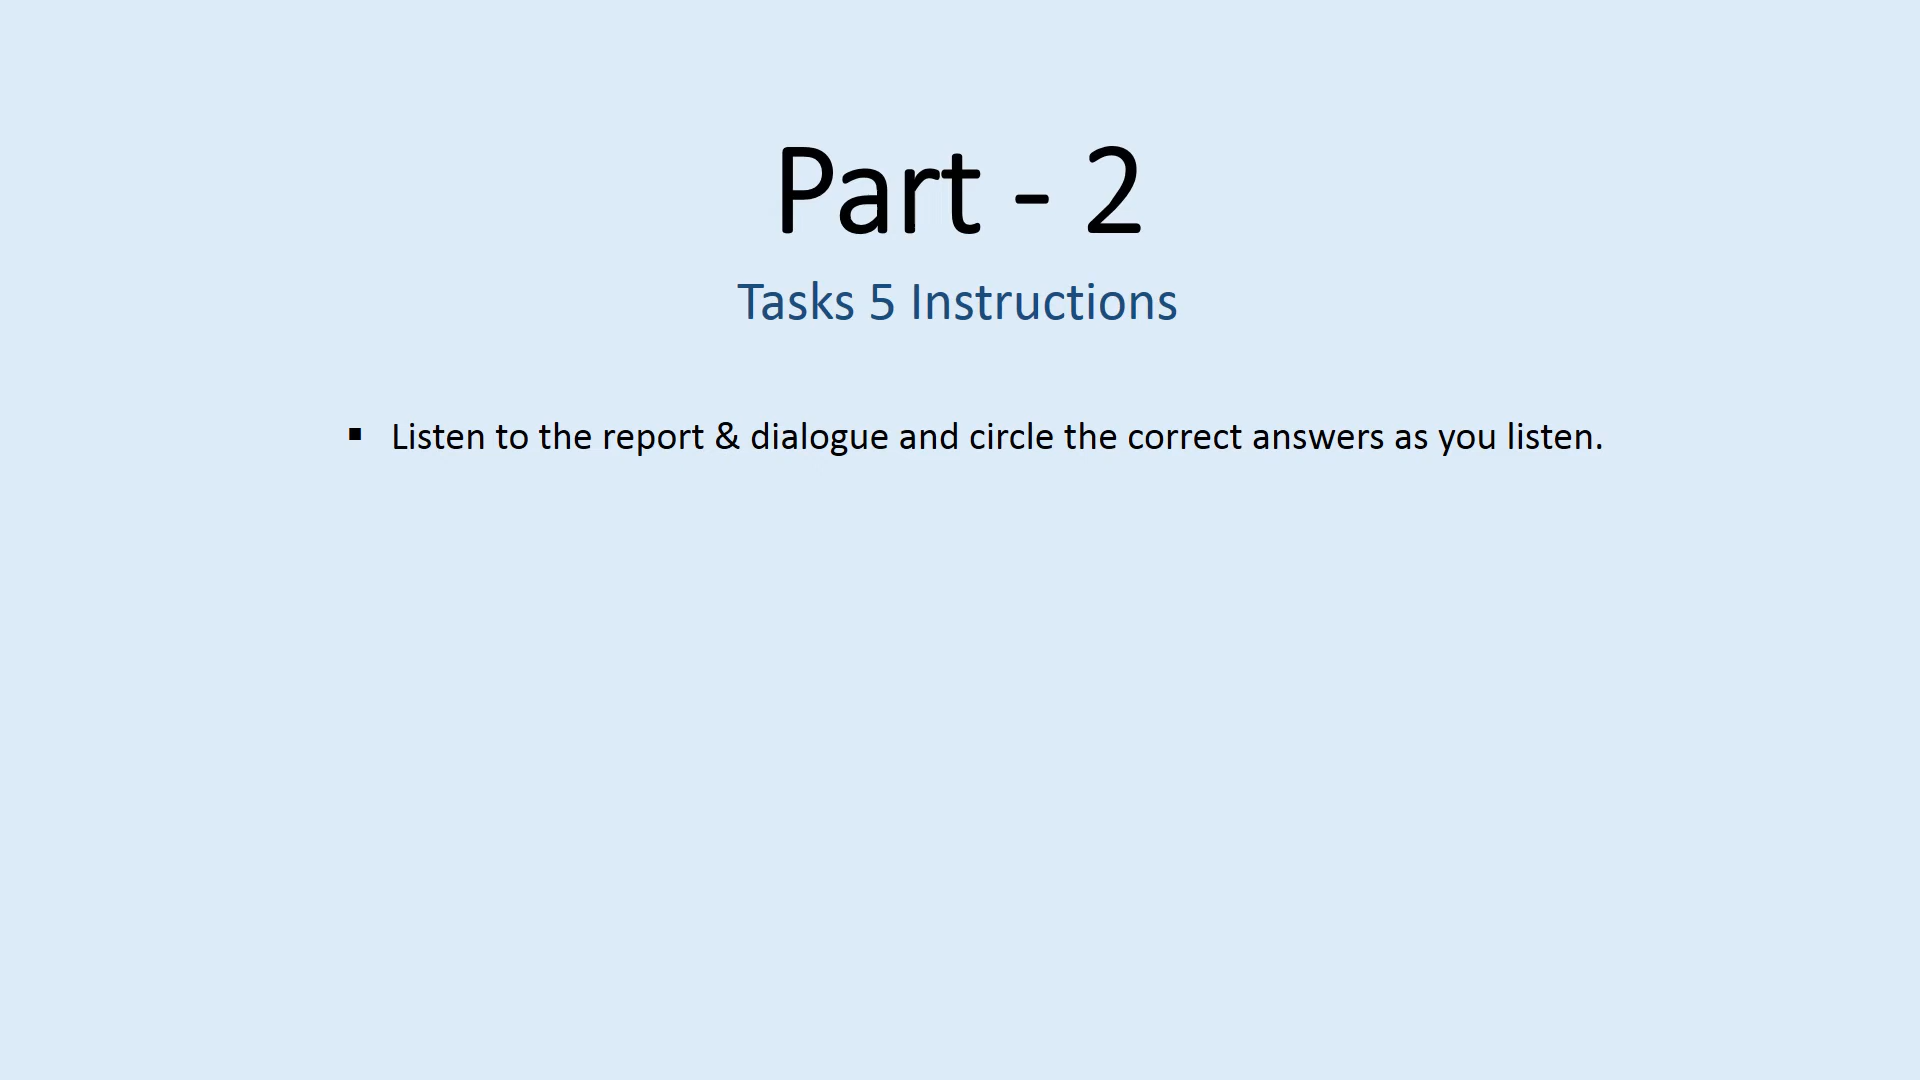 Part - 2
Tasks 5 Instructions
▪ Listen to the report & dialogue and circle the correct answers as you listen.